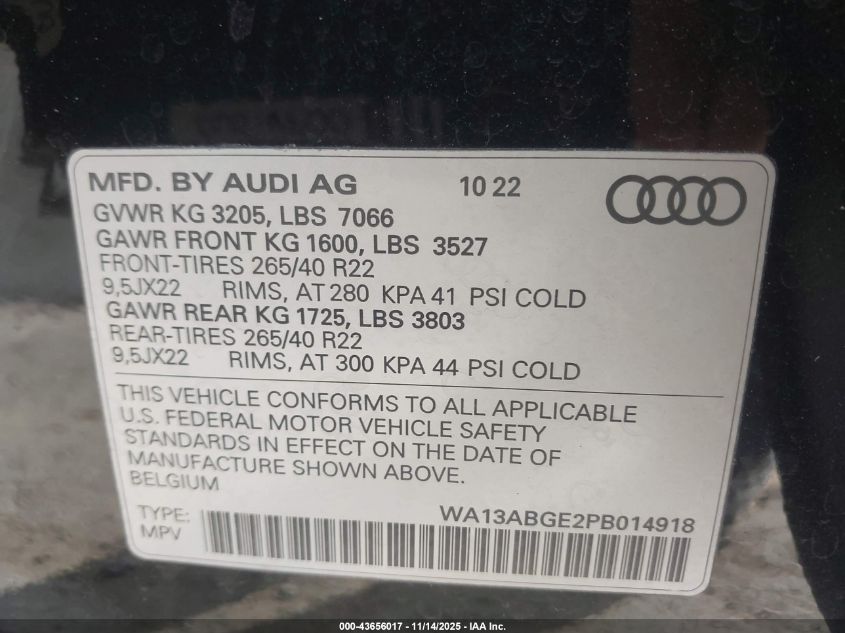 MFD. BY AUDI AG 10 22
GVWR KG 3205, LBS 7066
GAWR FRONT KG 1600, LBS 3527
FRONT-TIRES 265/40 R22
9,5JX22 RIMS, AT 280 KPA 41 PSI COLD
GAWR REAR KG 1725, LBS 3803
REAR-TIRES 265/40 R22
9,5JX22 RIMS, AT 300 KPA 44 PSI COLD
THIS VEHICLE CONFORMS TO ALL APPLICABLE
U.S. FEDERAL MOTOR VEHICLE SAFETY
STANDARDS IN EFFECT ON THE DATE OF
MANUFACTURE SHOWN ABOVE.
BELGIUM
TYPE: WA13ABGE2PB014918
MPV
000-43656017 - 11/14/2025 - IAA Inc.